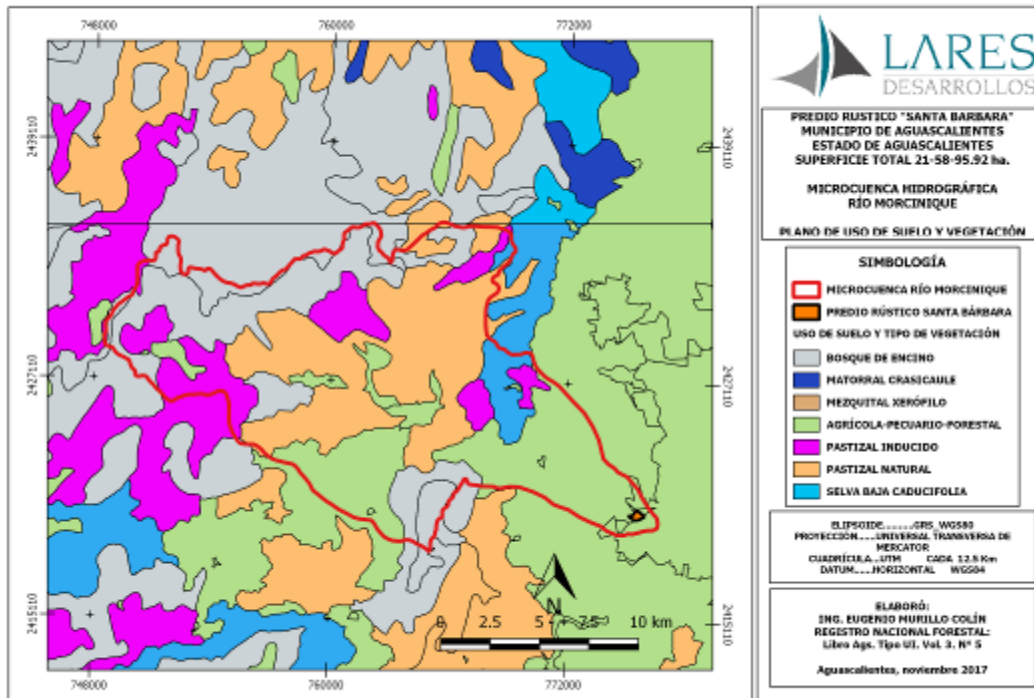 748000 760000 772000
2439110 2439110
2427110 2427110
2415110 2415110
N
0 2.5 5 7.5 10 km
748000 760000 772000
LARES
DESARROLLOS
PREDIO RUSTICO "SANTA BARBARA"
MUNICIPIO DE AGUASCALIENTES
ESTADO DE AGUASCALIENTES
SUPERFICIE TOTAL 21-58-95.92 ha.
MICROCUENCA HIDROGRÁFICA
RÍO MORCINIQUE
PLANO DE USO DE SUELO Y VEGETACIÓN
SIMBOLOGÍA
MICROCUENCA RÍO MORCINIQUE
PREDIO RÚSTICO SANTA BÁRBARA
USO DE SUELO Y TIPO DE VEGETACIÓN
BOSQUE DE ENCINO
MATORRAL CRASICAULE
MEZQUITAL XERÓFILO
AGRÍCOLA-PECUARIO-FORESTAL
PASTIZAL INDUCIDO
PASTIZAL NATURAL
SELVA BAJA CADUCIFOLIA
ELIPSOIDE.........GRS_WGS80
PROYECCIÓN.....UNIVERSAL TRANSVERSA DE
MERCATOR
CUADRÍCULA...UTM CADA 12.5 Km
DATUM.....HORIZONTAL WGS84
ELABORÓ:
ING. EUGENIO MURILLO COLÍN
REGISTRO NACIONAL FORESTAL:
Libro Ags. Tipo UI. Vol. 3. N° 5
Aguascalientes, noviembre 2017